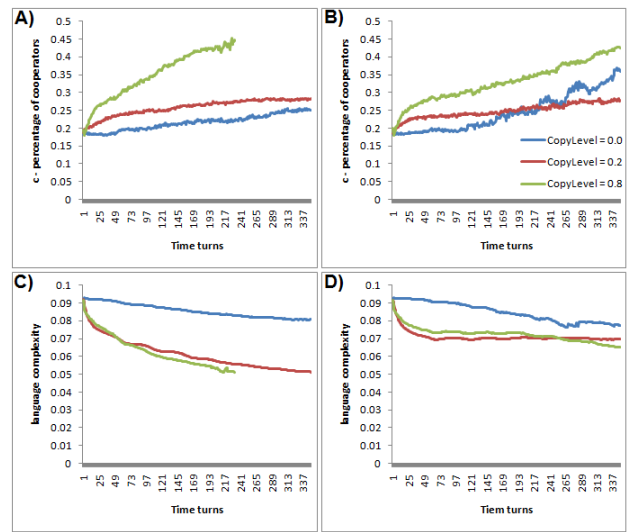 A)
0.5
0.45
0.4
0.35
0.3
0.25
0.2
0.15
0.1
0.05
0
c - percentage of cooperators
1 25 49 73 97 121 145 169 193 217 241 265 289 313 337
Time turns
B)
0.5
0.45
0.4
0.35
0.3
0.25
0.2
0.15
0.1
0.05
0
c - percentage of cooperators
CopyLevel = 0.0
CopyLevel = 0.2
CopyLevel = 0.8
1 25 49 73 97 121 145 169 193 217 241 265 289 313 337
Time turns
C)
0.1
0.09
0.08
0.07
0.06
0.05
0.04
0.03
0.02
0.01
0
language complexity
1 25 49 73 97 121 145 169 193 217 241 265 289 313 337
Time turns
D)
0.1
0.09
0.08
0.07
0.06
0.05
0.04
0.03
0.02
0.01
0
language complexity
1 25 49 73 97 121 145 169 193 217 241 265 289 313 337
Tiem turns